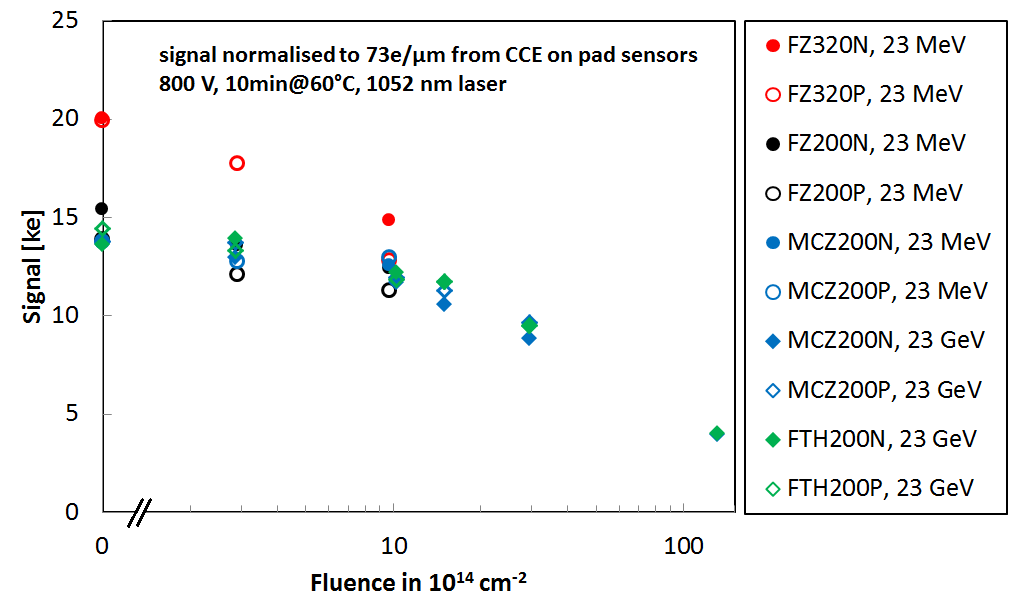 signal normalised to 73e/μm from CCE on pad sensors
800 V, 10min@60°C, 1052 nm laser
Signal [ke]
25
20
15
10
5
0
0
10
100
Fluence in 10¹⁴ cm⁻²
FZ320N, 23 MeV
FZ320P, 23 MeV
FZ200N, 23 MeV
FZ200P, 23 MeV
MCZ200N, 23 MeV
MCZ200P, 23 MeV
MCZ200N, 23 GeV
MCZ200P, 23 GeV
FTH200N, 23 GeV
FTH200P, 23 GeV